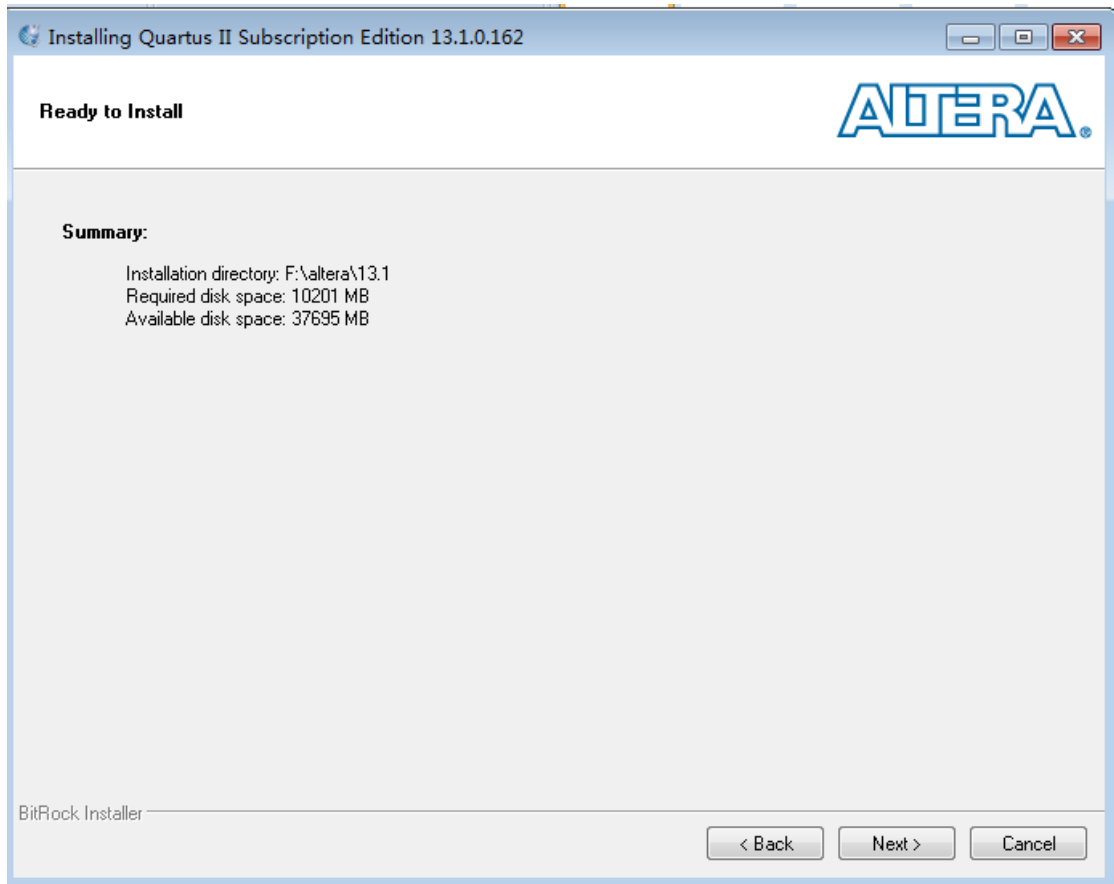 Installing Quartus II Subscription Edition 13.1.0.162
Ready to Install
ALTERA®
Summary:
Installation directory: F:\altera\13.1
Required disk space: 10201 MB
Available disk space: 37695 MB
BitRock Installer
< Back
Next >
Cancel